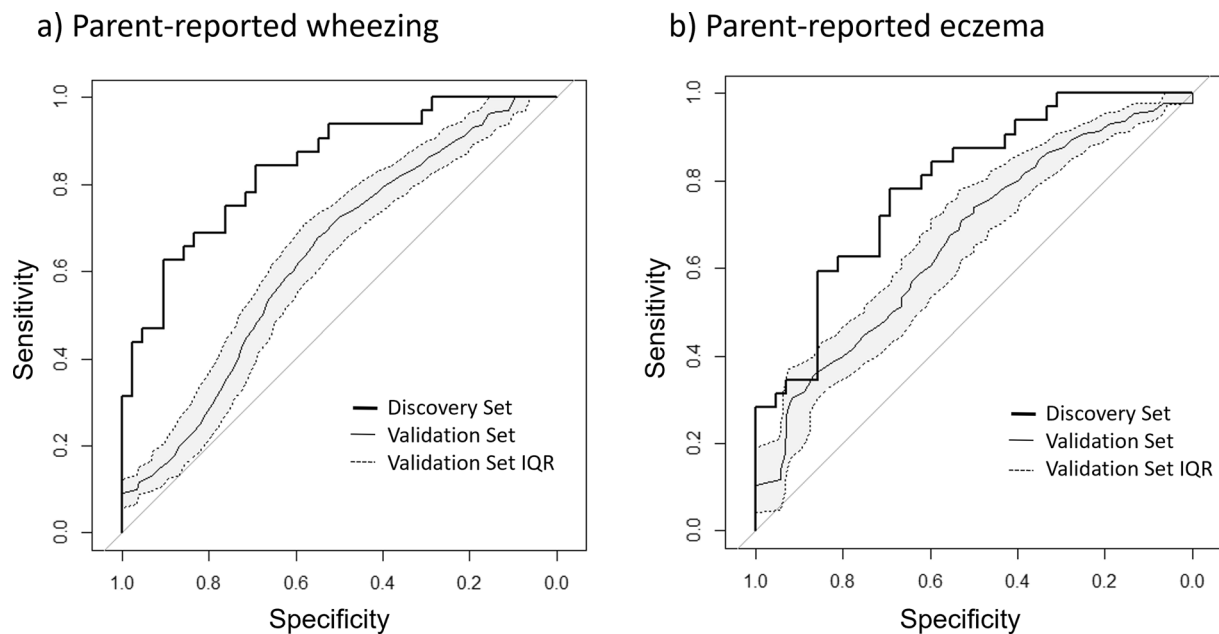 a) Parent-reported wheezing
Sensitivity
1.0
0.8
0.6
0.4
0.2
0.0
Discovery Set
Validation Set
Validation Set IQR
1.0 0.8 0.6 0.4 0.2 0.0
Specificity
b) Parent-reported eczema
Sensitivity
1.0
0.8
0.6
0.4
0.2
0.0
Discovery Set
Validation Set
Validation Set IQR
1.0 0.8 0.6 0.4 0.2 0.0
Specificity